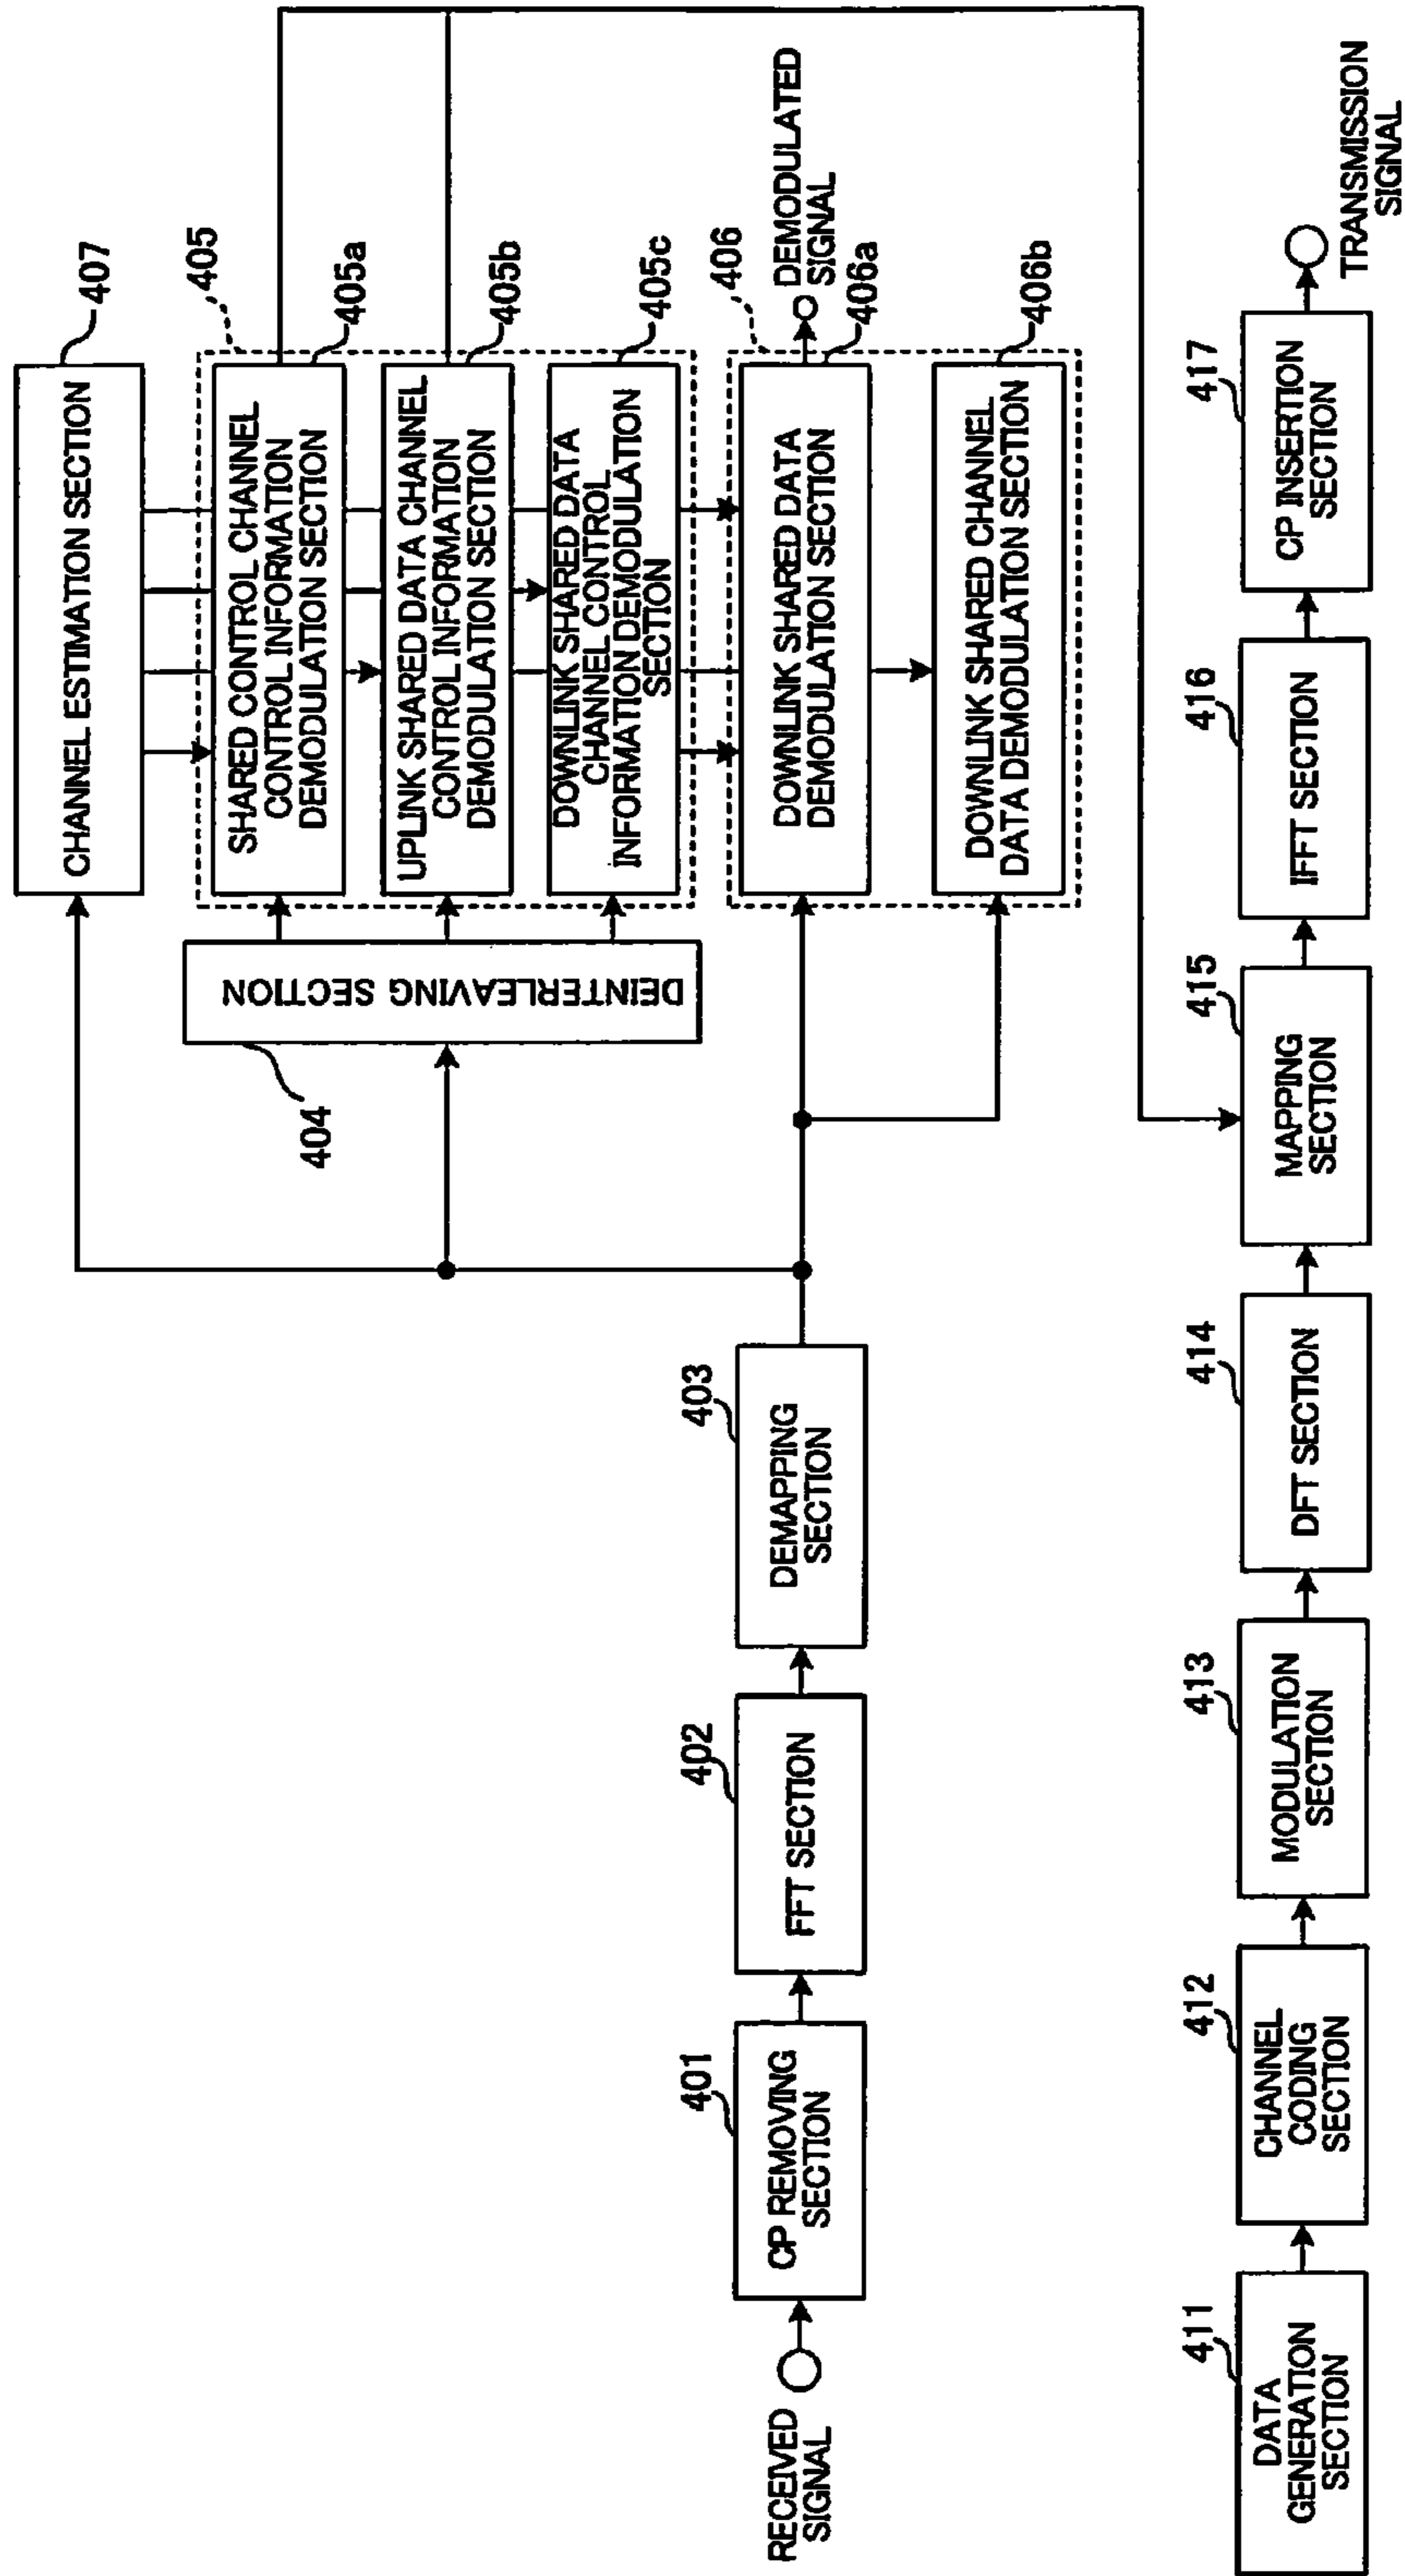 407
CHANNEL ESTIMATION SECTION
405
SHARED CONTROL CHANNEL
CONTROL INFORMATION
DEMODULATION SECTION
405a
UPLINK SHARED DATA CHANNEL
CONTROL INFORMATION
DEMODULATION SECTION
405b
DOWNLINK SHARED DATA
CHANNEL CONTROL
INFORMATION DEMODULATION
SECTION
405c
DEINTERLEAVING SECTION
404
406
DOWNLINK SHARED DATA
DEMODULATION SECTION
406a
DEMODULATED
SIGNAL
DOWNLINK SHARED CHANNEL
DATA DEMODULATION SECTION
406b
RECEIVED
SIGNAL
401
CP REMOVING
SECTION
402
FFT SECTION
403
DEMAPPING
SECTION
411
DATA
GENERATION
SECTION
412
CHANNEL
CODING
SECTION
413
MODULATION
SECTION
414
DFT SECTION
415
MAPPING
SECTION
416
IFFT SECTION
417
CP INSERTION
SECTION
TRANSMISSION
SIGNAL